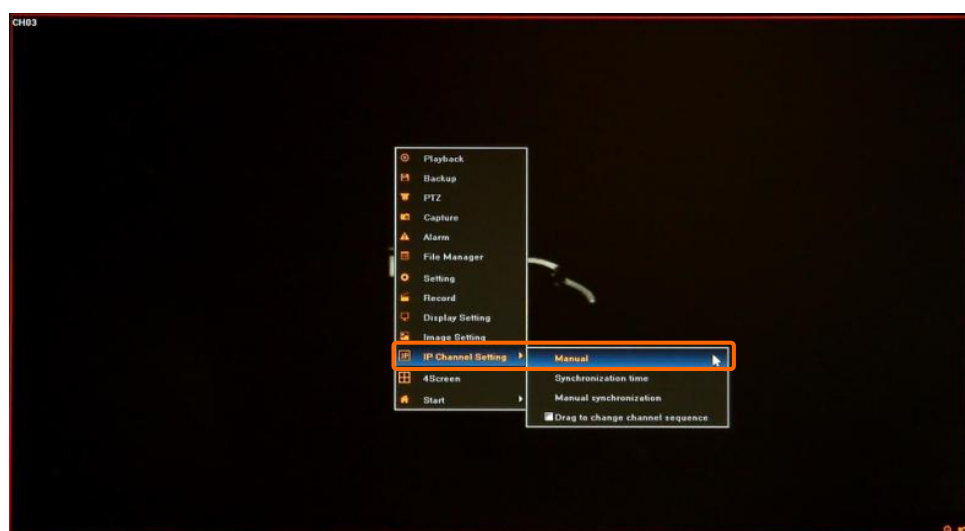 CH03
Playback
Backup
PTZ
Capture
Alarm
File Manager
Setting
Record
Display Setting
Image Setting
IP IP Channel Setting
Manual
Synchronization time
Manual synchronization
Drag to change channel sequence
4Screen
Start